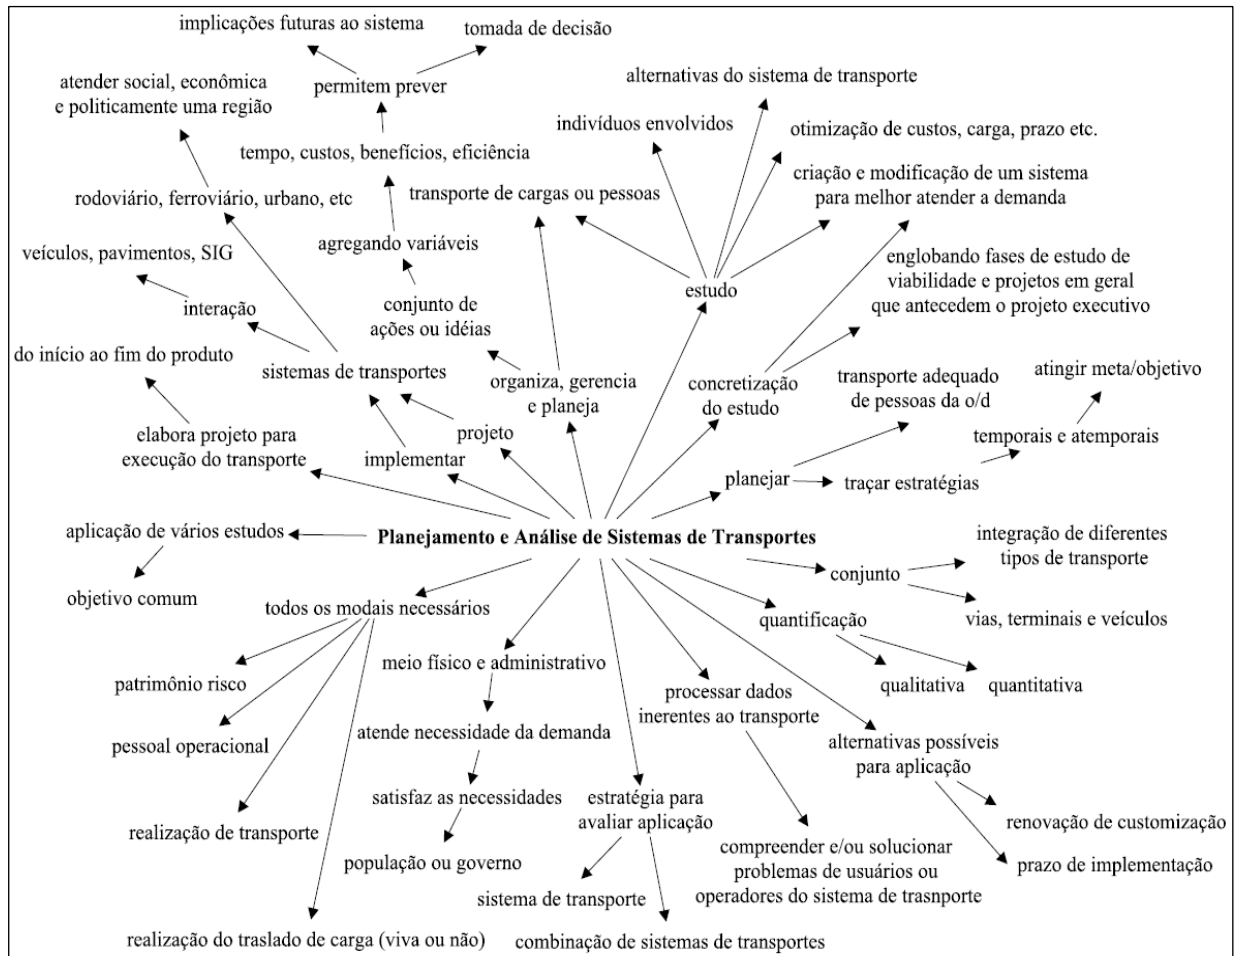 implicações futuras ao sistema
tomada de decisão
atender social, econômica
e politicamente uma região
permitem prever
alternativas do sistema de transporte
indivíduos envolvidos
otimização de custos, carga, prazo etc.
tempo, custos, benefícios, eficiência
criação e modificação de um sistema
para melhor atender a demanda
rodoviário, ferroviário, urbano, etc
transporte de cargas ou pessoas
veículos, pavimentos, SIG
agregando variáveis
englobando fases de estudo de
viabilidade e projetos em geral
que antecedem o projeto executivo
estudo
interação
conjunto de
ações ou idéias
do início ao fim do produto
sistemas de transportes
organiza, gerencia
e planeja
concretização
do estudo
transporte adequado
de pessoas da o/d
atingir meta/objetivo
elabora projeto para
execução do transporte
projeto
implementar
temporais e atemporais
planejar
traçar estratégias
aplicação de vários estudos
Planejamento e Análise de Sistemas de Transportes
integração de diferentes
tipos de transporte
conjunto
objetivo comum
todos os modais necessários
quantificação
vias, terminais e veículos
meio físico e administrativo
patrimônio risco
processar dados
inerentes ao transporte
qualitativa
quantitativa
pessoal operacional
atende necessidade da demanda
alternativas possíveis
para aplicação
satisfaz as necessidades
estratégia para
avaliar aplicação
realização de transporte
renovação de customização
população ou governo
compreender e/ou solucionar
problemas de usuários ou
operadores do sistema de trasnporte
prazo de implementação
sistema de transporte
realização do traslado de carga (viva ou não)
combinação de sistemas de transportes